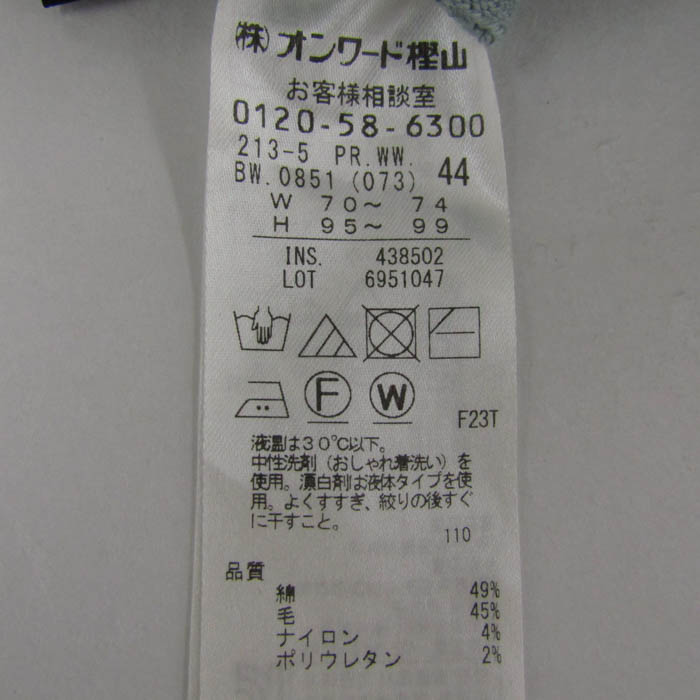 (株)オンワード樫山
お客様相談室
0120-58-6300
213-5 PR.WW.
BW.0851 (073) 44
W 70〜 74
H 95〜 99
INS. 438502
LOT 6951047
F W
F23T
液温は30℃以下。
中性洗剤（おしゃれ着洗い）を
使用。漂白剤は液体タイプを使
用。よくすすぎ、絞りの後すぐ
に干すこと。
110
品質
綿 49%
毛 45%
ナイロン 4%
ポリウレタン 2%